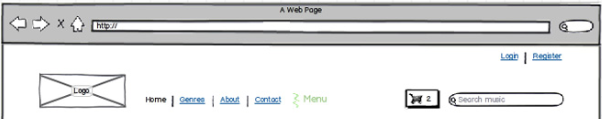 A Web Page
http://
Login | Register
Logo
Home | Genres | About | Contact Menu
2 Search music